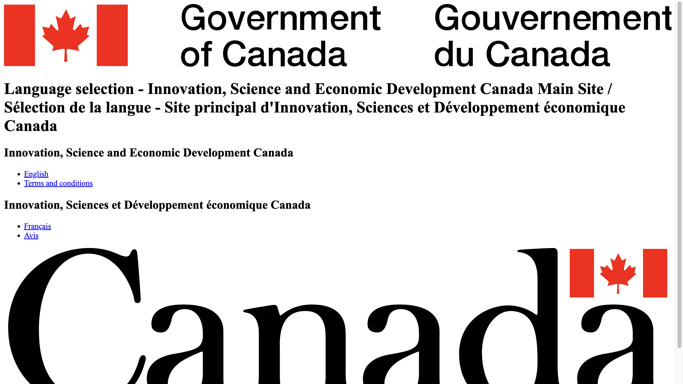 Government Gouvernement
of Canada du Canada
Language selection - Innovation, Science and Economic Development Canada Main Site /
Sélection de la langue - Site principal d'Innovation, Sciences et Développement économique
Canada
Innovation, Science and Economic Development Canada
English
Terms and conditions
Innovation, Sciences et Développement économique Canada
Français
Avis
Canada